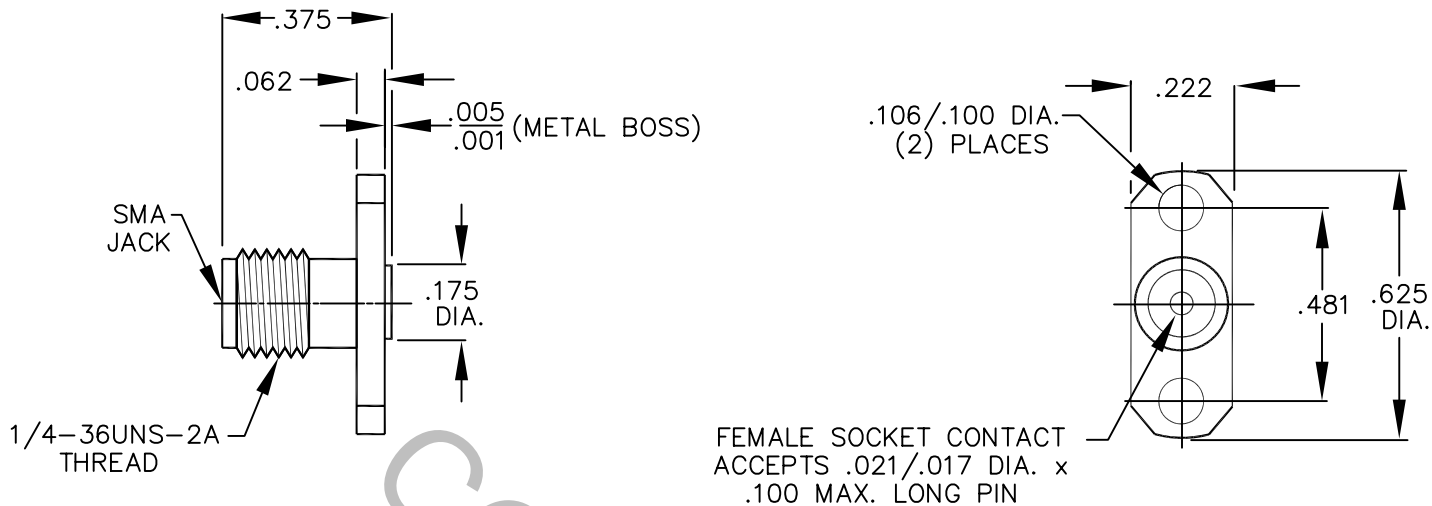 .375
.062
.005
.001 (METAL BOSS)
SMA
JACK
.175
DIA.
1/4-36UNS-2A
THREAD
.222
.106/.100 DIA.
(2) PLACES
.481
.625
DIA.
FEMALE SOCKET CONTACT
ACCEPTS .021/.017 DIA. x
.100 MAX. LONG PIN